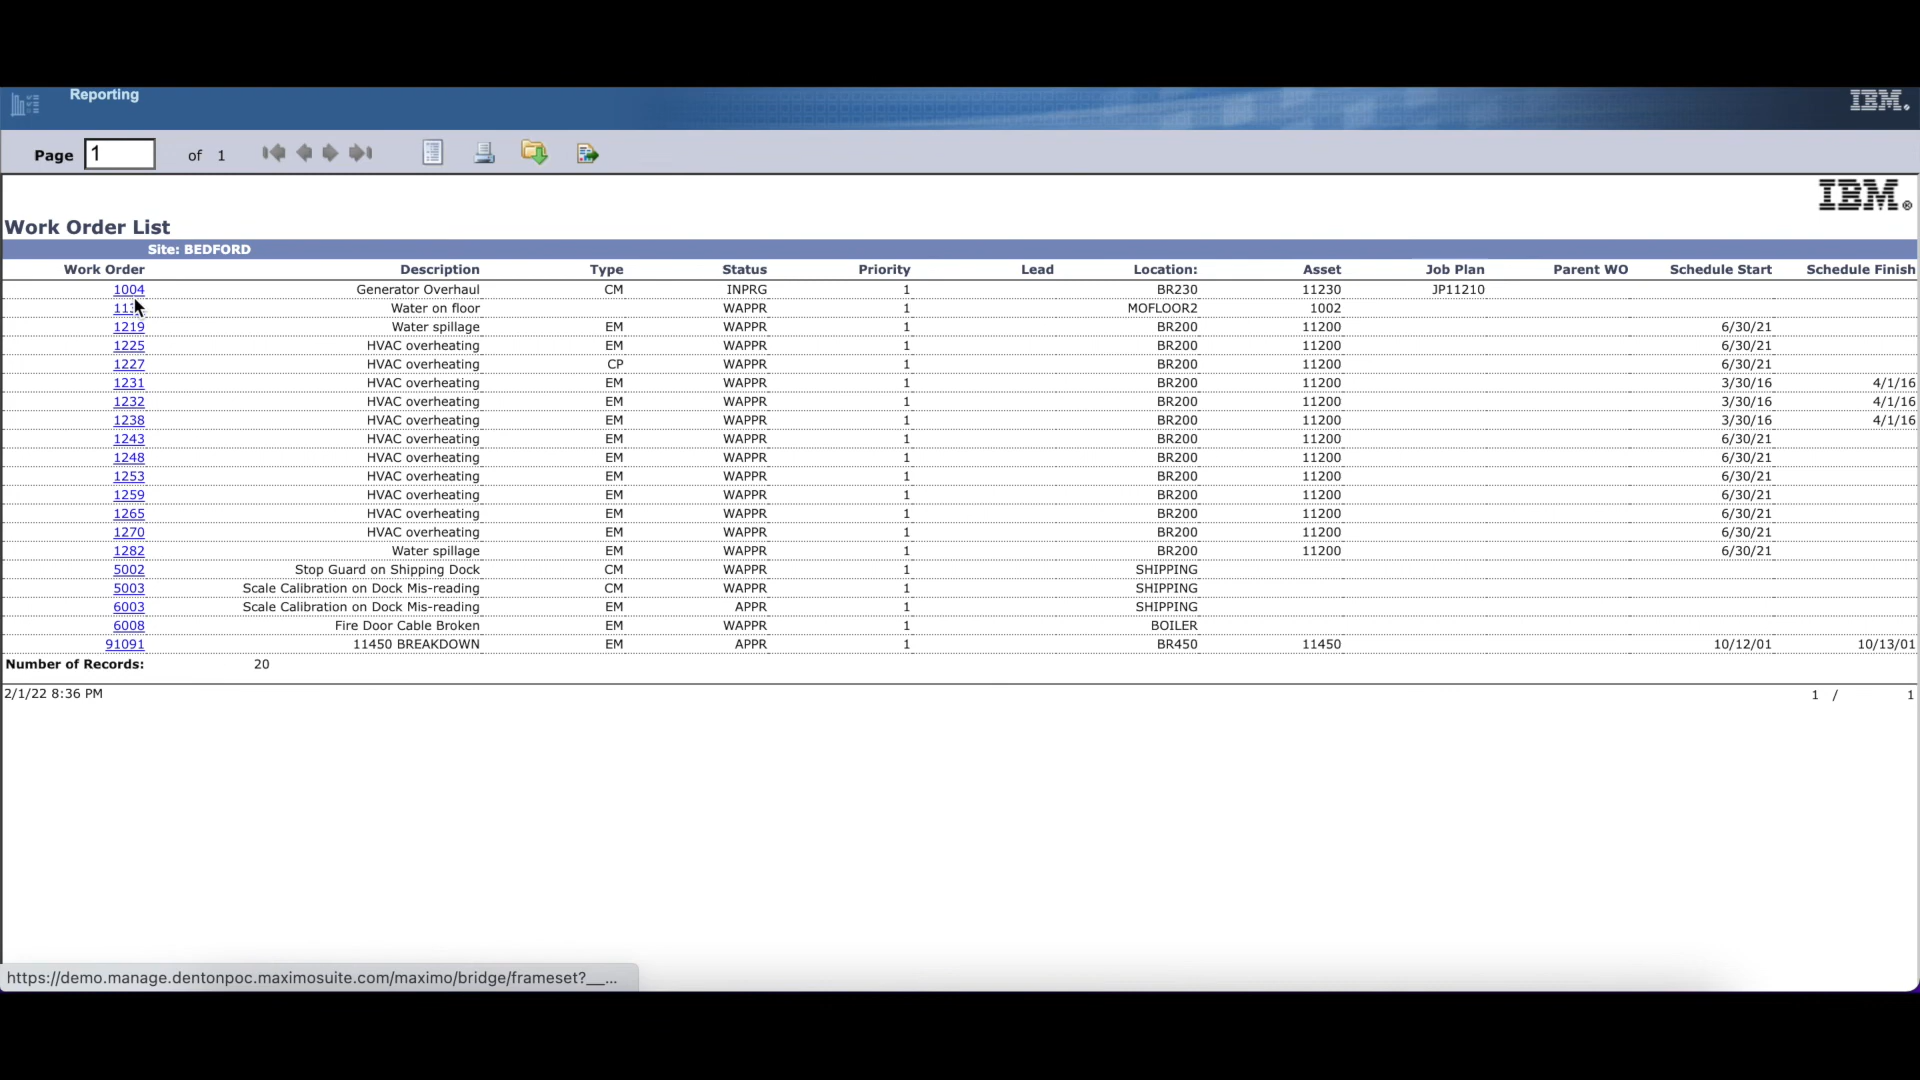 Reporting
IBM.
Page 1 of 1
IBM®
Work Order List
Site: BEDFORD
Work Order Description Type Status Priority Lead Location: Asset Job Plan Parent WO Schedule Start Schedule Finish
1004 Generator Overhaul CM INPRG 1 BR230 11230 JP11210
Water on floor WAPPR 1 MOFLOOR2 1002
1219 Water spillage EM WAPPR 1 BR200 11200 6/30/21
1225 HVAC overheating EM WAPPR 1 BR200 11200 6/30/21
1227 HVAC overheating CP WAPPR 1 BR200 11200 6/30/21
1231 HVAC overheating EM WAPPR 1 BR200 11200 3/30/16 4/1/16
1232 HVAC overheating EM WAPPR 1 BR200 11200 3/30/16 4/1/16
1238 HVAC overheating EM WAPPR 1 BR200 11200 3/30/16 4/1/16
1243 HVAC overheating EM WAPPR 1 BR200 11200 6/30/21
1248 HVAC overheating EM WAPPR 1 BR200 11200 6/30/21
1253 HVAC overheating EM WAPPR 1 BR200 11200 6/30/21
1259 HVAC overheating EM WAPPR 1 BR200 11200 6/30/21
1265 HVAC overheating EM WAPPR 1 BR200 11200 6/30/21
1270 HVAC overheating EM WAPPR 1 BR200 11200 6/30/21
1282 Water spillage EM WAPPR 1 BR200 11200 6/30/21
5002 Stop Guard on Shipping Dock CM WAPPR 1 SHIPPING
5003 Scale Calibration on Dock Mis-reading CM WAPPR 1 SHIPPING
6003 Scale Calibration on Dock Mis-reading EM APPR 1 SHIPPING
6008 Fire Door Cable Broken EM WAPPR 1 BOILER
91091 11450 BREAKDOWN EM APPR 1 BR450 11450 10/12/01 10/13/01
Number of Records: 20
2/1/22 8:36 PM 1 / 1
https://demo.manage.dentonpoc.maximosuite.com/maximo/bridge/frameset?__...